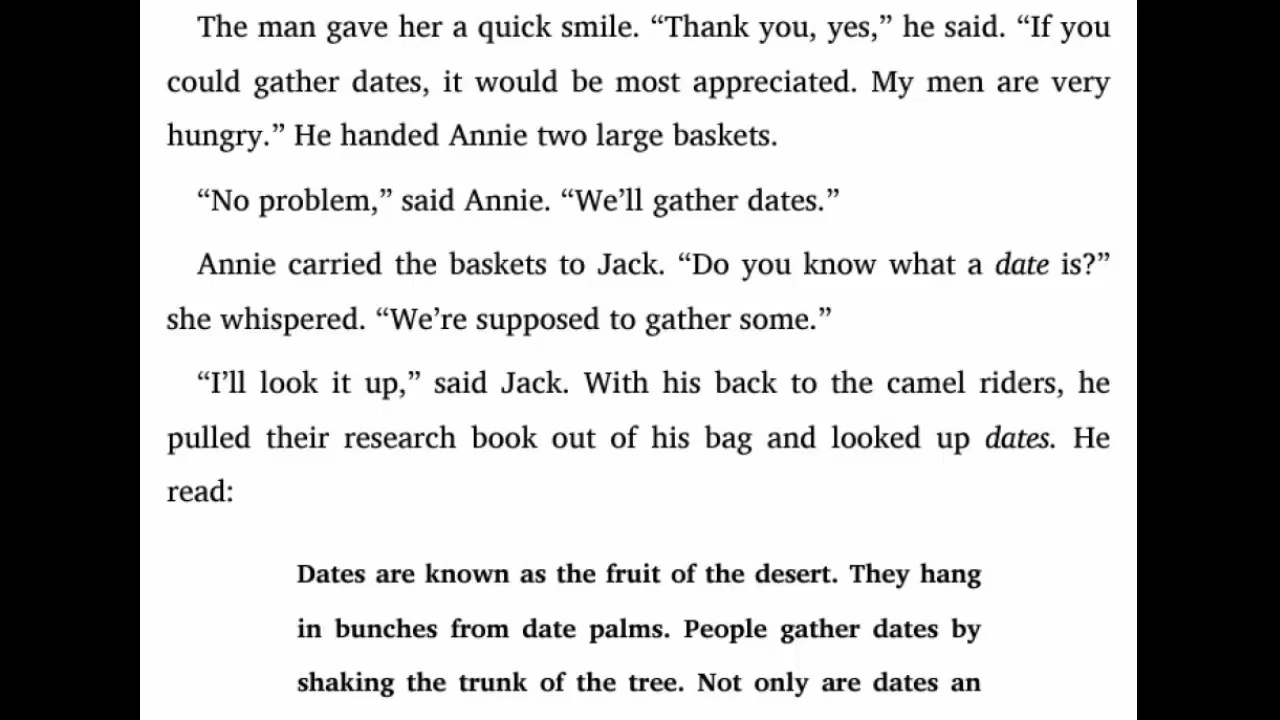 The man gave her a quick smile. “Thank you, yes,” he said. “If you
could gather dates, it would be most appreciated. My men are very
hungry.” He handed Annie two large baskets.
“No problem,” said Annie. “We’ll gather dates.”
Annie carried the baskets to Jack. “Do you know what a date is?”
she whispered. “We’re supposed to gather some.”
“I’ll look it up,” said Jack. With his back to the camel riders, he
pulled their research book out of his bag and looked up dates. He
read:
Dates are known as the fruit of the desert. They hang
in bunches from date palms. People gather dates by
shaking the trunk of the tree. Not only are dates an